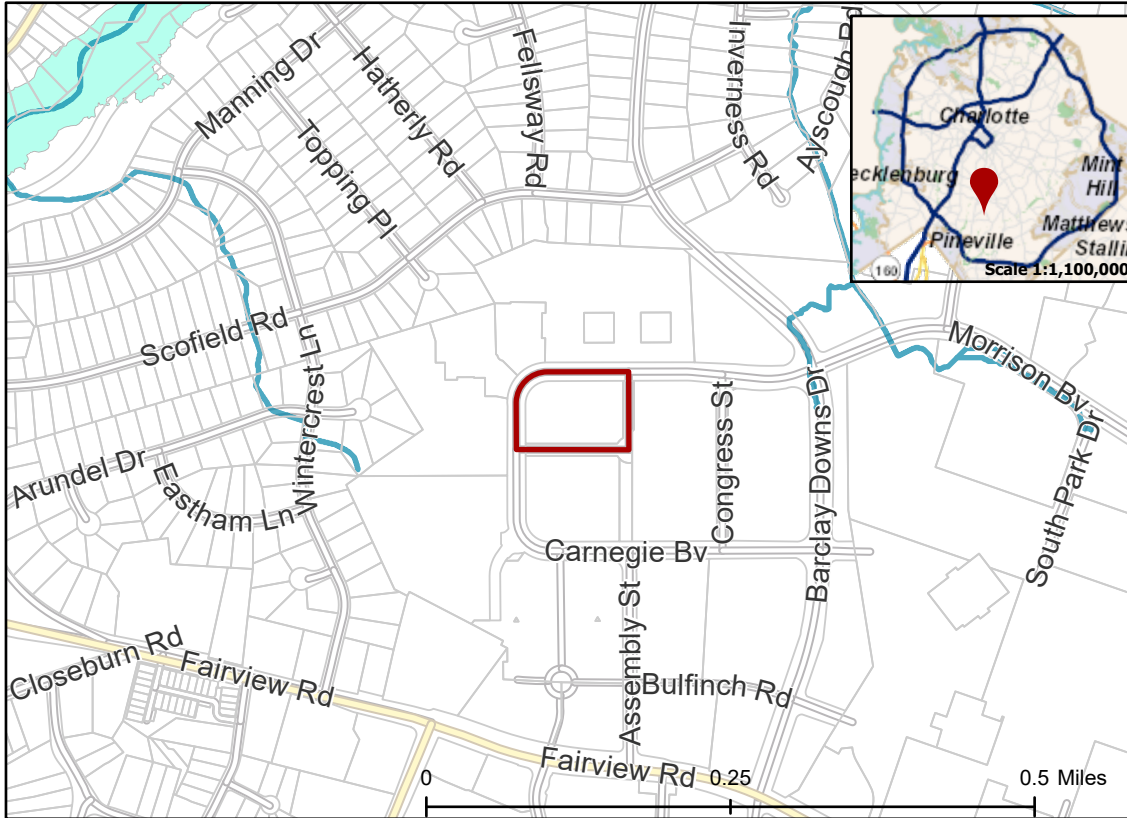 Manning Dr
Hatherly Rd
Fellsway Rd
Inverness Rd
Ayscough Rd
Topping Pl
Charlotte
ecklenburg
Mint
Hill
Matthews
Stalli
Pineville
160
Scale 1:1,100,000
Scofield Rd
Wintercrest Ln
Morrison Bv
Arundel Dr
Eastham Ln
Congress St
Barclay Downs Dr
South Park Dr
Carnegie Bv
Assembly St
Closeburn Rd
Fairview Rd
Bulfinch Rd
Fairview Rd
0
0.25
0.5 Miles